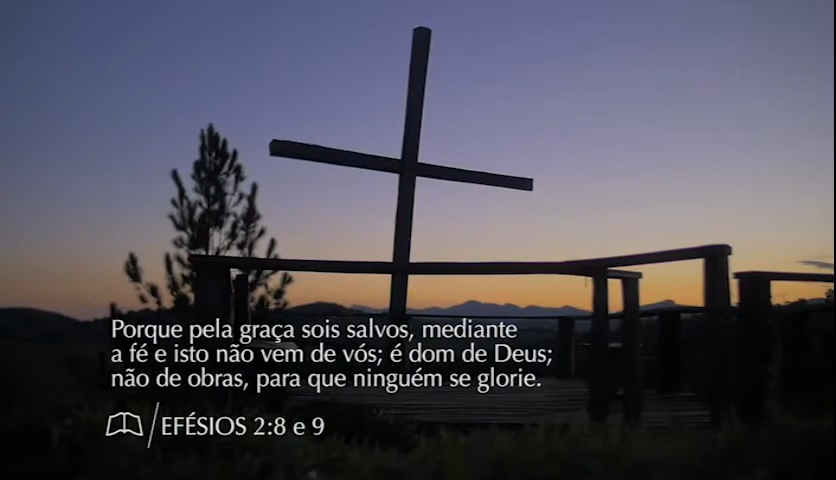 Porque pela graça sois salvos, mediante
a fé e isto não vem de vós; é dom de Deus;
não de obras, para que ninguém se glorie.
EFÉSIOS 2:8 e 9